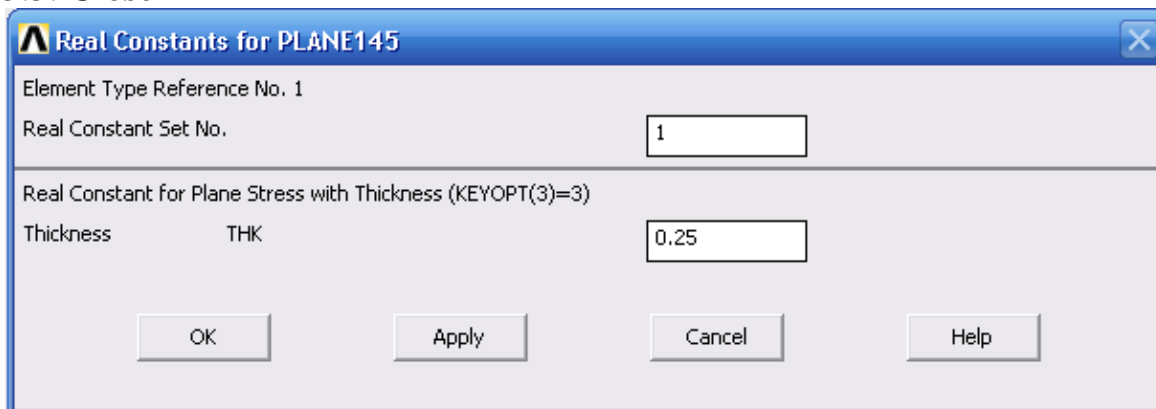 Real Constants for PLANE145
Element Type Reference No. 1
Real Constant Set No. 1
Real Constant for Plane Stress with Thickness (KEYOPT(3)=3)
Thickness THK 0.25
OK Apply Cancel Help